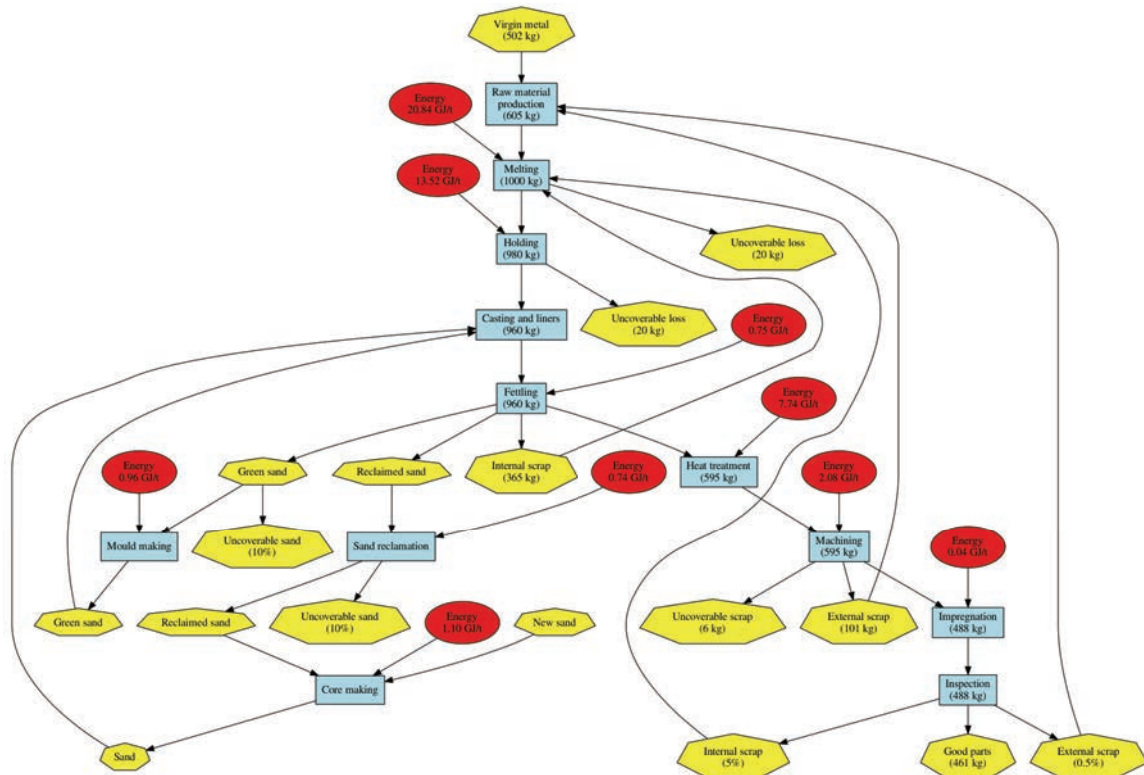 Virgin metal
(502 kg)
Energy
20.84 GJ/t
Raw material
production
(605 kg)
Energy
13.52 GJ/t
Melting
(1000 kg)
Holding
(980 kg)
Uncoverable loss
(20 kg)
Casting and liners
(960 kg)
Uncoverable loss
(20 kg)
Energy
0.75 GJ/t
Fettling
(960 kg)
Energy
7.74 GJ/t
Energy
0.96 GJ/t
Green sand
Reclaimed sand
Internal scrap
(365 kg)
Energy
0.74 GJ/t
Heat treatment
(595 kg)
Energy
2.08 GJ/t
Mould making
Uncoverable sand
(10%)
Sand reclamation
Machining
(595 kg)
Energy
0.04 GJ/t
Green sand
Reclaimed sand
Uncoverable sand
(10%)
Energy
1.10 GJ/t
New sand
Uncoverable scrap
(6 kg)
External scrap
(101 kg)
Impregnation
(488 kg)
Core making
Inspection
(488 kg)
Sand
Internal scrap
(5%)
Good parts
(461 kg)
External scrap
(0.5%)